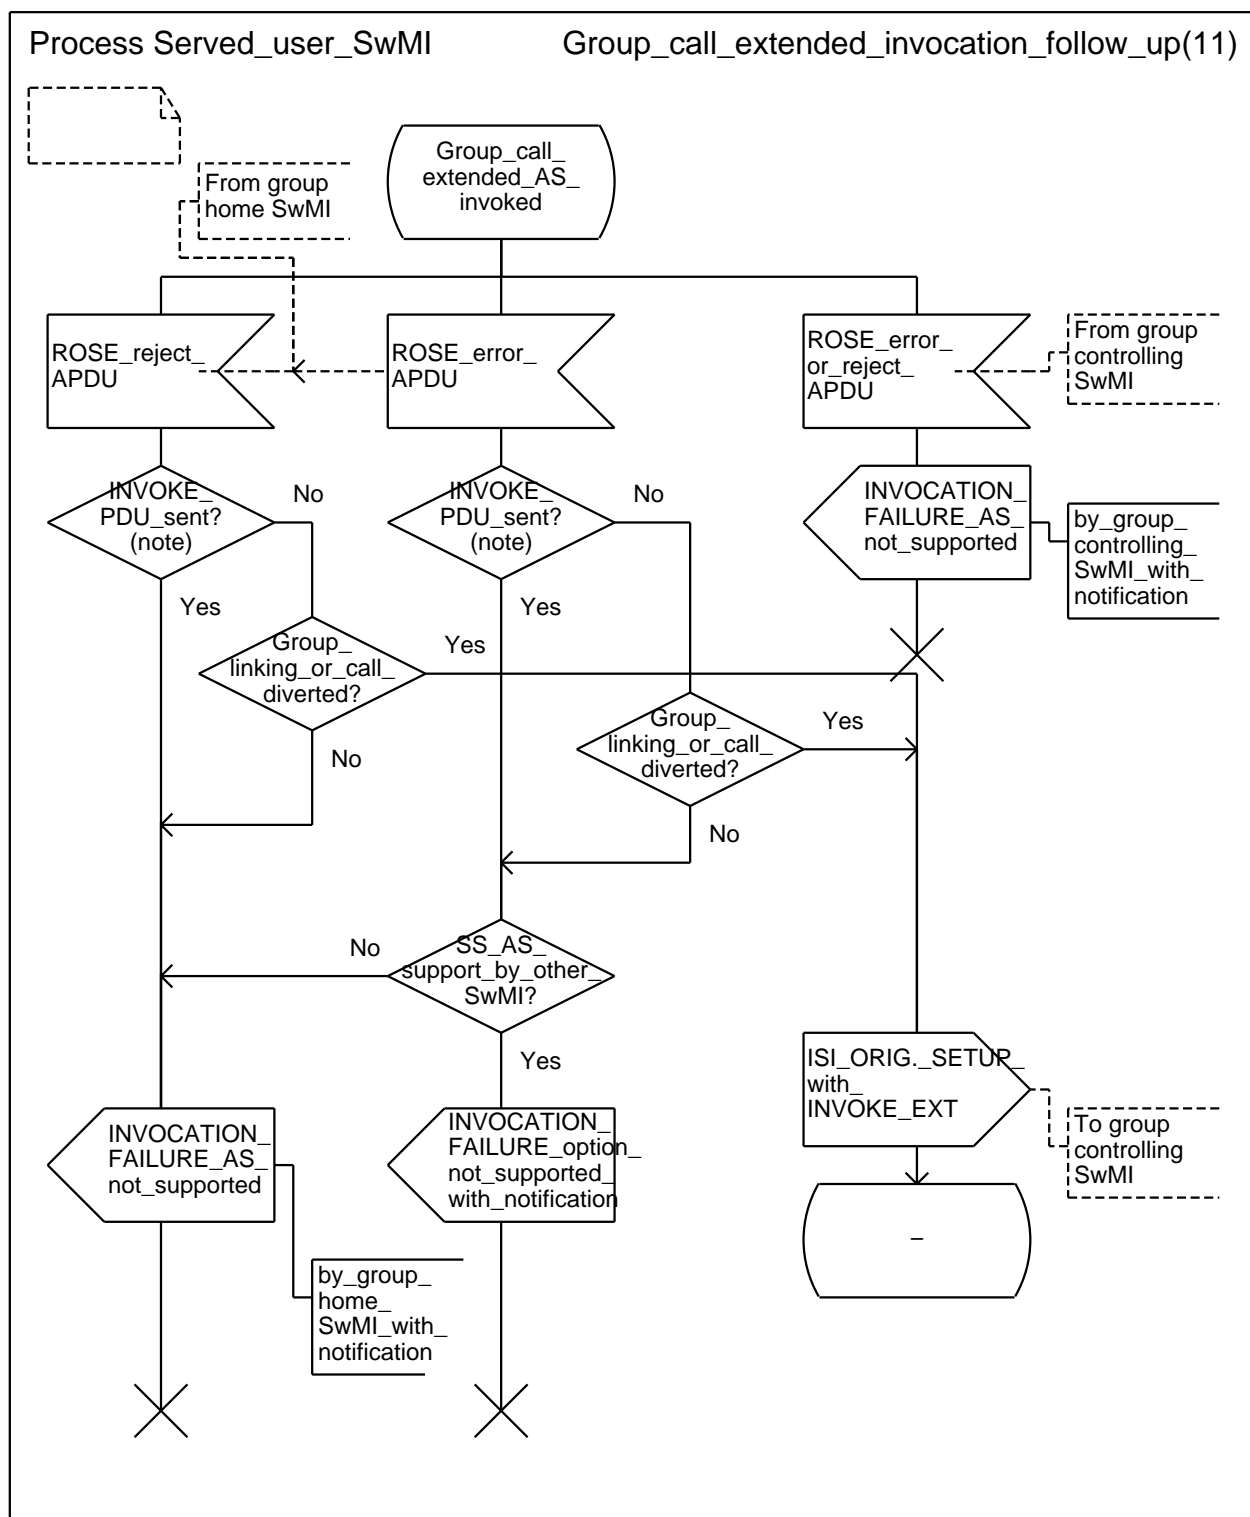 Process Served_user_SwMI
Group_call_extended_invocation_follow_up(11)
Group_call_
extended_AS_
invoked
From group
home SwMI
ROSE_reject_
APDU
ROSE_error_
APDU
ROSE_error_
or_reject_
APDU
From group
controlling
SwMI
INVOKE_
PDU_sent?
(note)
No
INVOKE_
PDU_sent?
(note)
No
INVOCATION_
FAILURE_AS_
not_supported
by_group_
controlling_
SwMI_with_
notification
Yes
Yes
Group_
linking_or_call_
diverted?
Yes
Group_
linking_or_call_
diverted?
Yes
No
No
No
SS_AS_
support_by_other_
SwMI?
Yes
ISI_ORIG._SETUP_
with_
INVOKE_EXT
To group
controlling
SwMI
INVOCATION_
FAILURE_AS_
not_supported
INVOCATION_
FAILURE_option_
not_supported_
with_notification
–
by_group_
home_
SwMI_with_
notification